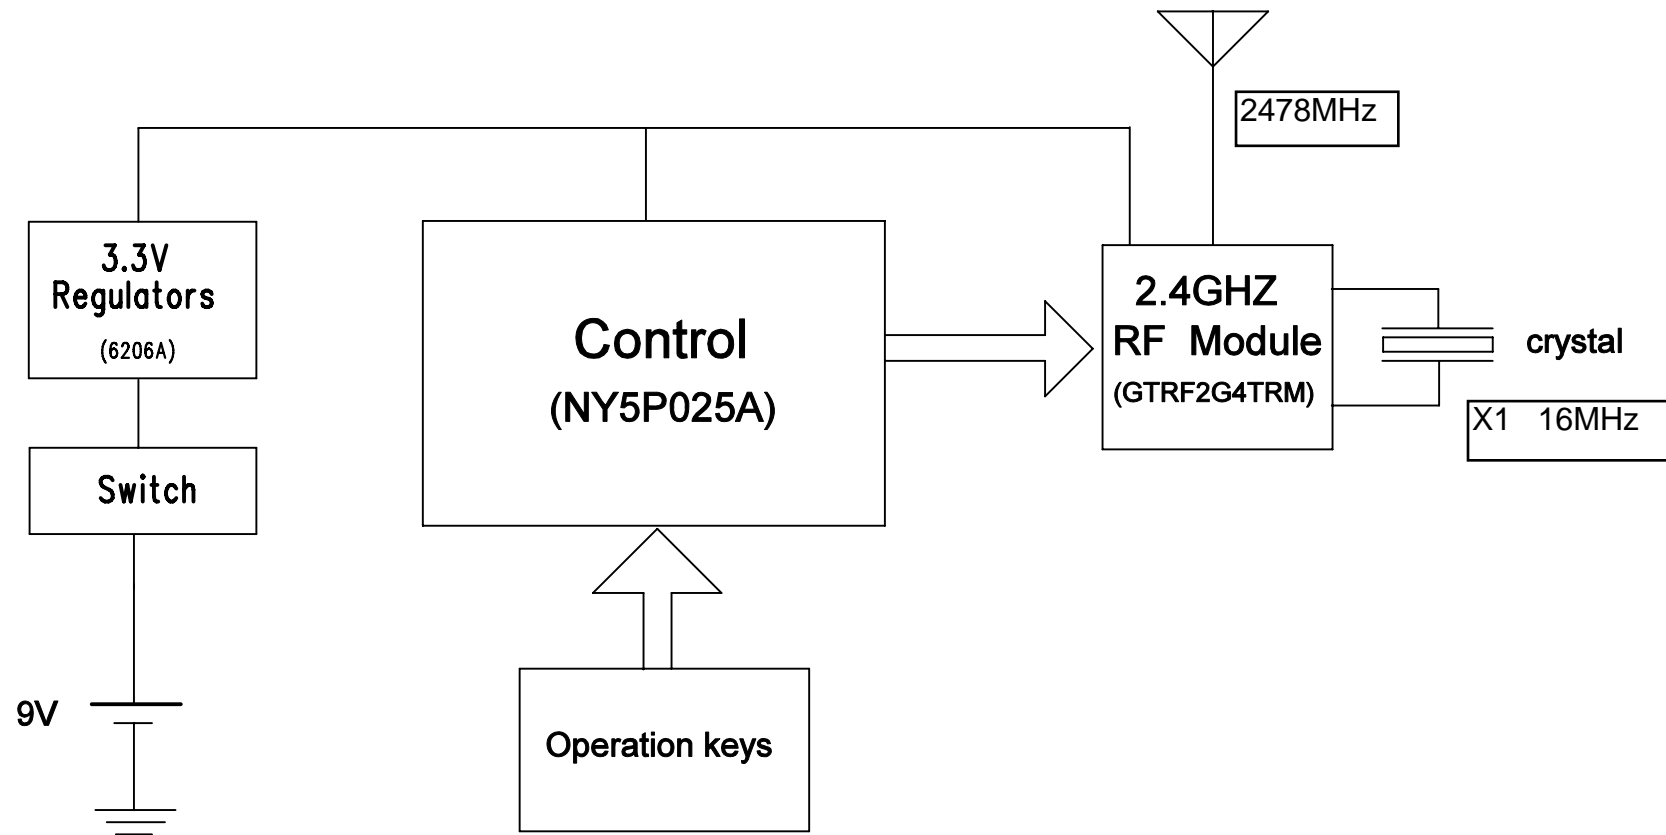 2478MHz
3.3V
Regulators
(6206A)
Control
(NY5P025A)
2.4GHZ
RF Module
(GTRF2G4TRM)
crystal
X1 16MHz
Switch
9V
Operation keys